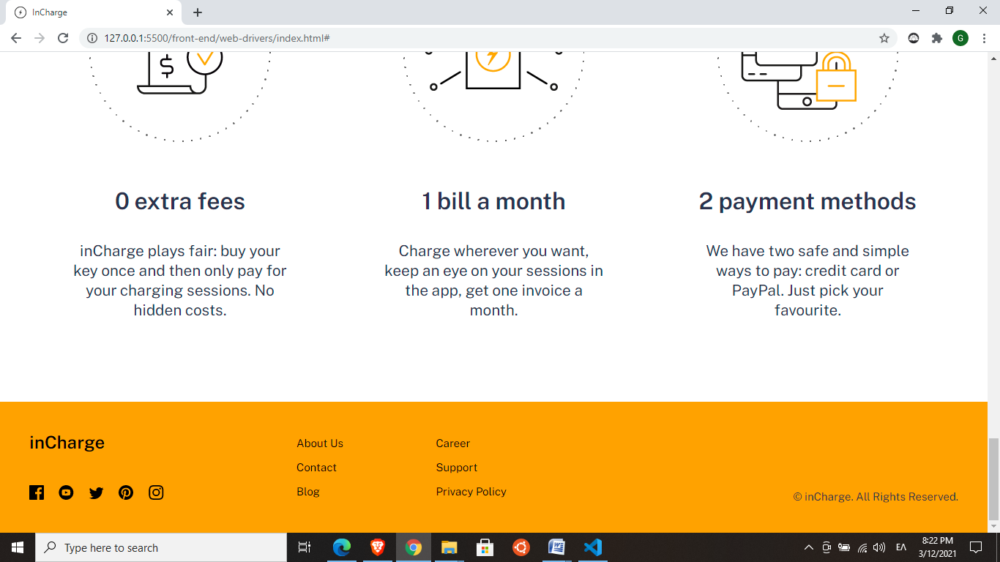 InCharge
127.0.0.1:5500/front-end/web-drivers/index.html#
G
$
0 extra fees
inCharge plays fair: buy your
key once and then only pay for
your charging sessions. No
hidden costs.
1 bill a month
Charge wherever you want,
keep an eye on your sessions in
the app, get one invoice a
month.
2 payment methods
We have two safe and simple
ways to pay: credit card or
PayPal. Just pick your
favourite.
inCharge
About Us
Contact
Blog
Career
Support
Privacy Policy
© inCharge. All Rights Reserved.
Type here to search
ΕΛ
8:22 PM
3/12/2021